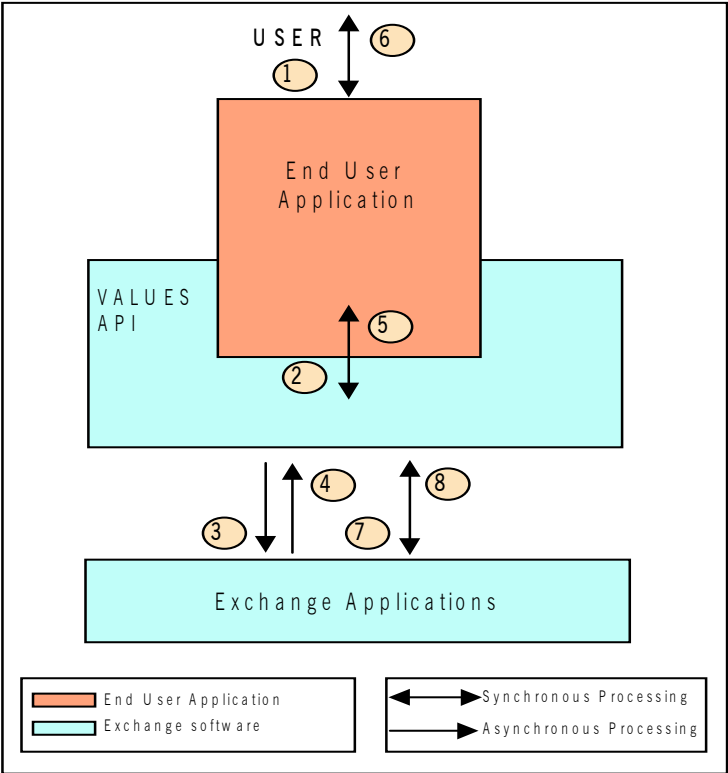 USER
6
1
End User
Application
VALUES
API
5
2
4
8
3
7
Exchange Applications
End User Application
Exchange software
Synchronous Processing
Asynchronous Processing